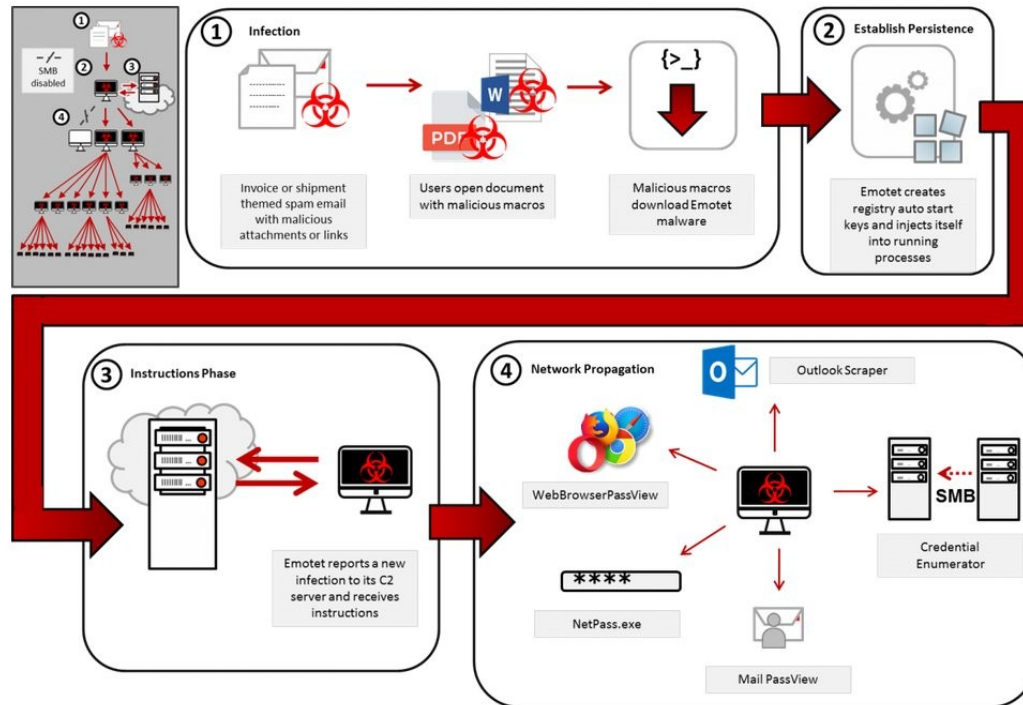 1
- / -
SMB
disabled
2
3
4
1 Infection
{>_}
W
PDF
Invoice or shipment
themed spam email
with malicious
attachments or links
Users open document
with malicious macros
Malicious macros
download Emotet
malware
2 Establish Persistence
Emotet creates
registry auto start
keys and injects itself
into running
processes
3 Instructions Phase
Emotet reports a new
infection to its C2
server and receives
instructions
4 Network Propagation
O
Outlook Scraper
WebBrowserPassView
SMB
Credential
Enumerator
****
NetPass.exe
Mail PassView